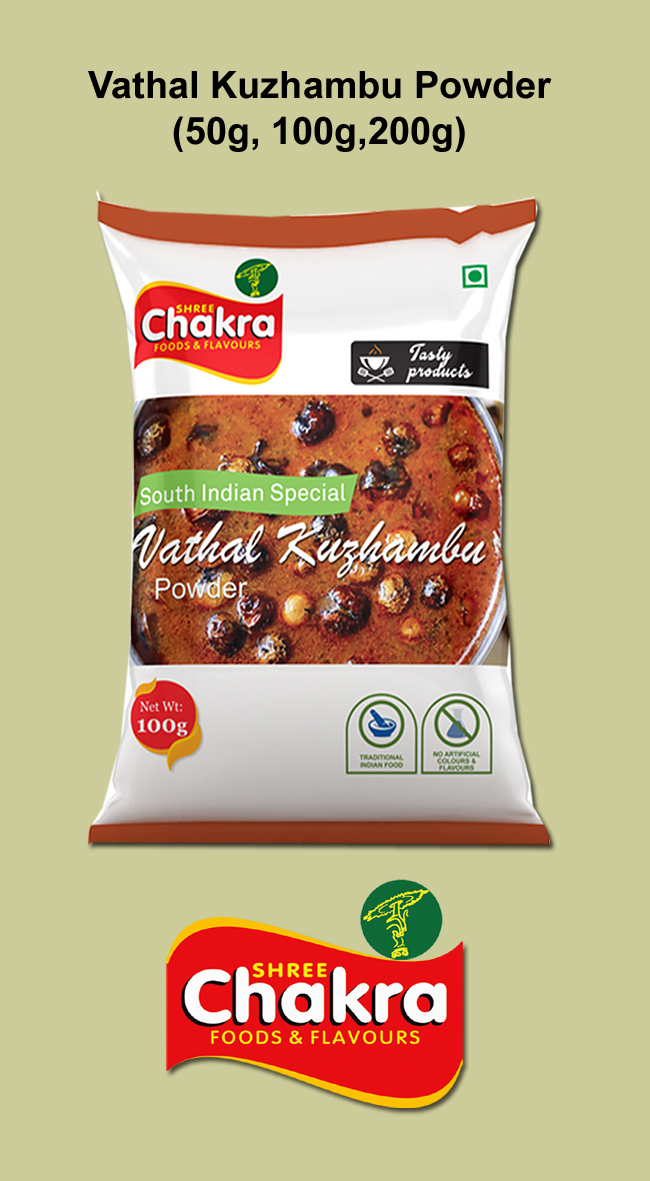 Vathal Kuzhambu Powder
(50g, 100g,200g)
SHREE
Chakra
FOODS & FLAVOURS
Tasty
products
South Indian Special
Vathal Kuzhambu
Powder
Net Wt:
100g
TRADITIONAL
INDIAN FOOD
NO ARTIFICIAL
COLOURS &
FLAVOURS
SHREE
Chakra
FOODS & FLAVOURS